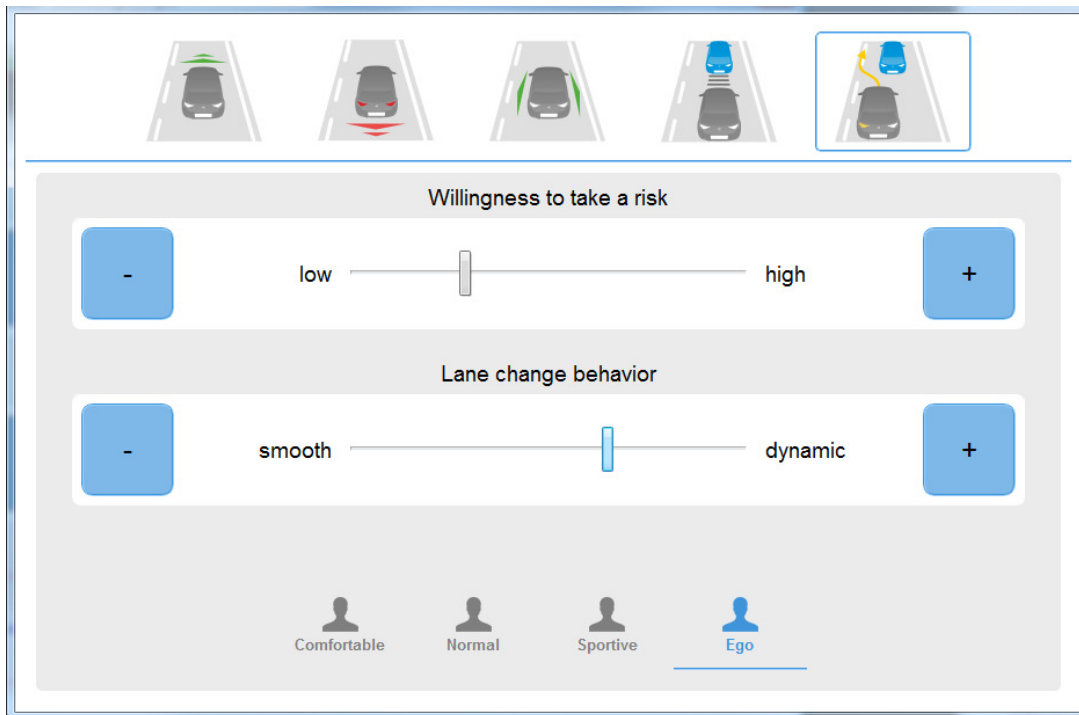 Willingness to take a risk
- low high +
Lane change behavior
- smooth dynamic +
Comfortable Normal Sportive Ego